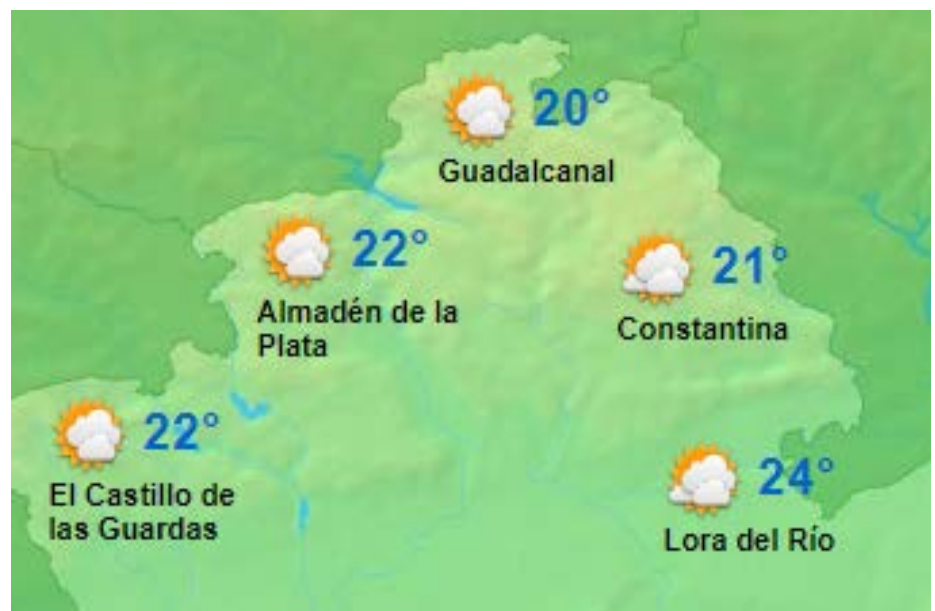 20°
Guadalcanal
22°
Almadén de la
Plata
21°
Constantina
22°
El Castillo de
las Guardas
24°
Lora del Río